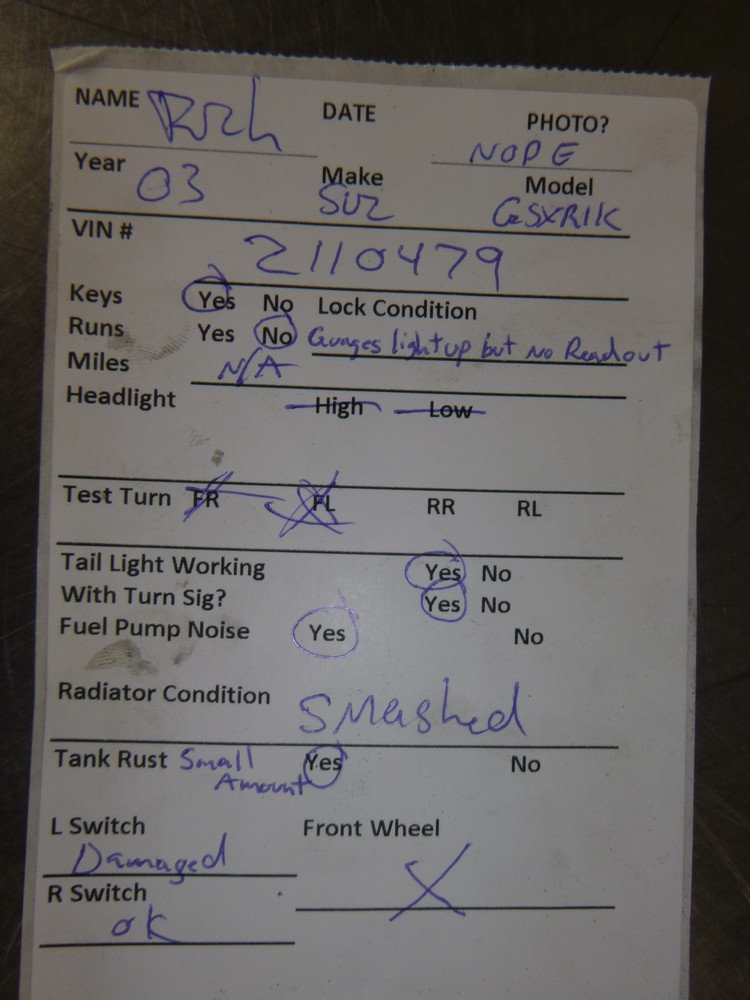 NAME Rich DATE PHOTO? NOPE
Year 03 Make SUZ Model GSXR1K
VIN # 2110479
Keys Yes No Lock Condition
Runs Yes No Guages light up but no Readout
Miles N/A
Headlight High Low
Test Turn FR FL RR RL
Tail Light Working Yes No
With Turn Sig? Yes No
Fuel Pump Noise Yes No
Radiator Condition Smashed
Tank Rust Small Amount Yes No
L Switch Front Wheel
Damaged X
R Switch
OK